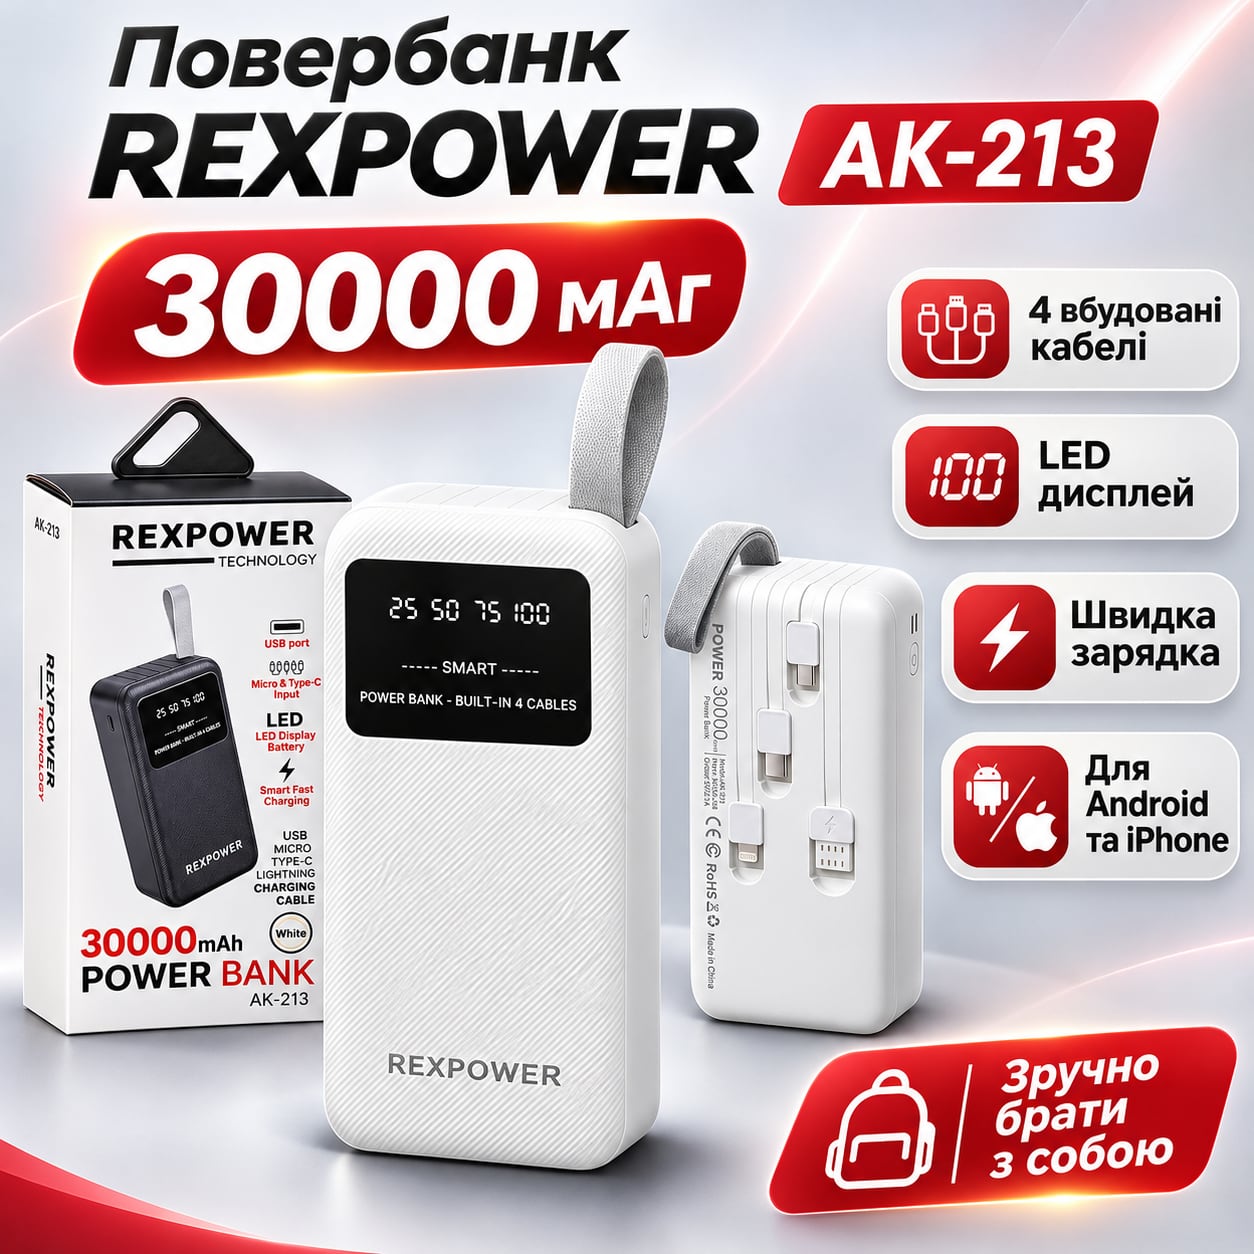 Повербанк
REXPOWER
AK-213
30000 мАг
4 вбудовані
кабелі
100
LED
дисплей
Швидка
зарядка
Для
Android
та iPhone
Зручно
брати
з собою
AK-213
REXPOWER
TECHNOLOGY
REXPOWER
TECHNOLOGY
USB port
Micro & Type-C
Input
LED
LED Display
Battery
Smart Fast
Charging
USB
MICRO
TYPE-C
LIGHTNING
CHARGING
CABLE
White
25 50 75 100
----- SMART -----
POWER BANK - BUILT-IN 4 CABLES
REXPOWER
30000mAh
POWER BANK
AK-213
25 50 75 100
----- SMART -----
POWER BANK - BUILT-IN 4 CABLES
REXPOWER
POWER 30000
Power Bank
CE
RoHS
Made in China